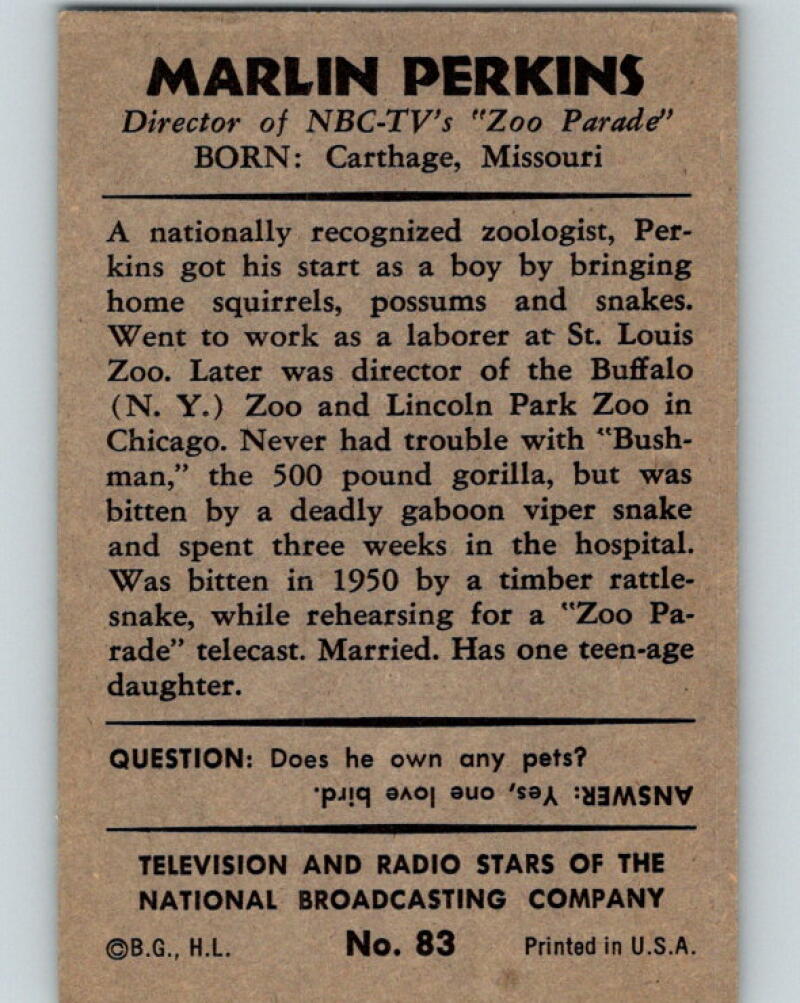 MARLIN PERKINS
Director of NBC-TV's "Zoo Parade"
BORN: Carthage, Missouri
A nationally recognized zoologist, Per-
kins got his start as a boy by bringing
home squirrels, possums and snakes.
Went to work as a laborer at St. Louis
Zoo. Later was director of the Buffalo
(N. Y.) Zoo and Lincoln Park Zoo in
Chicago. Never had trouble with "Bush-
man," the 500 pound gorilla, but was
bitten by a deadly gaboon viper snake
and spent three weeks in the hospital.
Was bitten in 1950 by a timber rattle-
snake, while rehearsing for a "Zoo Pa-
rade" telecast. Married. Has one teen-age
daughter.
QUESTION: Does he own any pets?
ANSWER: Yes, one love bird.
TELEVISION AND RADIO STARS OF THE
NATIONAL BROADCASTING COMPANY
©B.G., H.L. No. 83 Printed in U.S.A.